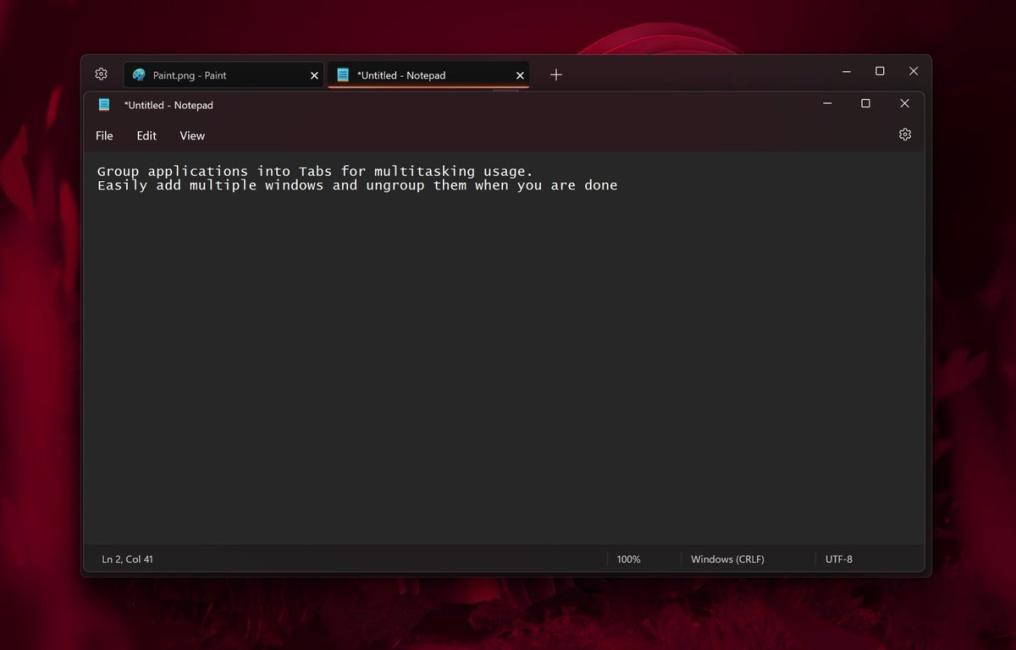 Paint.png - Paint
*Untitled - Notepad
*Untitled - Notepad
File Edit View
Group applications into Tabs for multitasking usage.
Easily add multiple windows and ungroup them when you are done
Ln 2, Col 41 100% Windows (CRLF) UTF-8